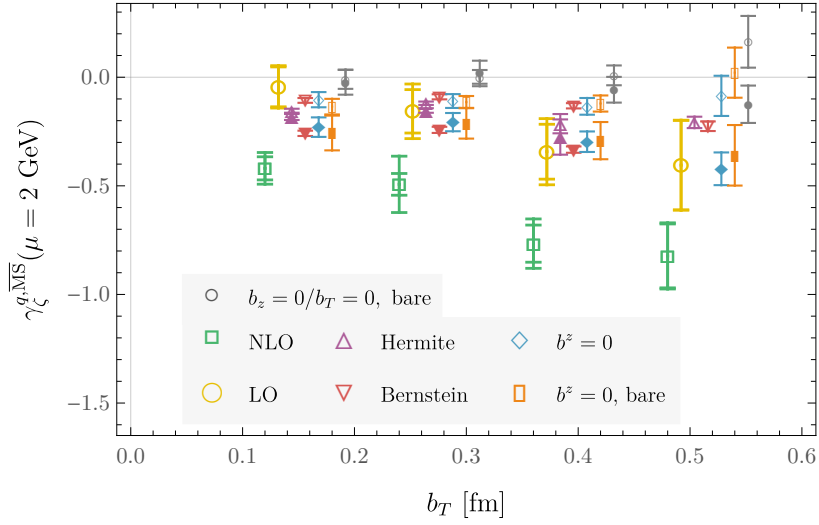 0.0
−0.5
−1.0
−1.5
γ_ζ^{q,\overline{MS}}(μ = 2 GeV)
b_z = 0/b_T = 0, bare
NLO Hermite b^z = 0
LO Bernstein b^z = 0, bare
0.0 0.1 0.2 0.3 0.4 0.5 0.6
b_T [fm]